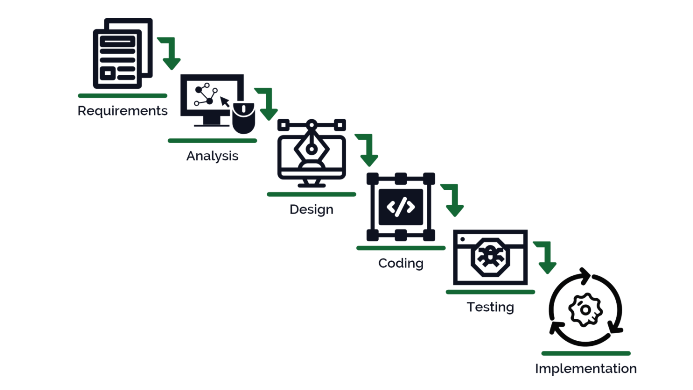 Requirements
Analysis
Design
</>
Coding
Testing
Implementation